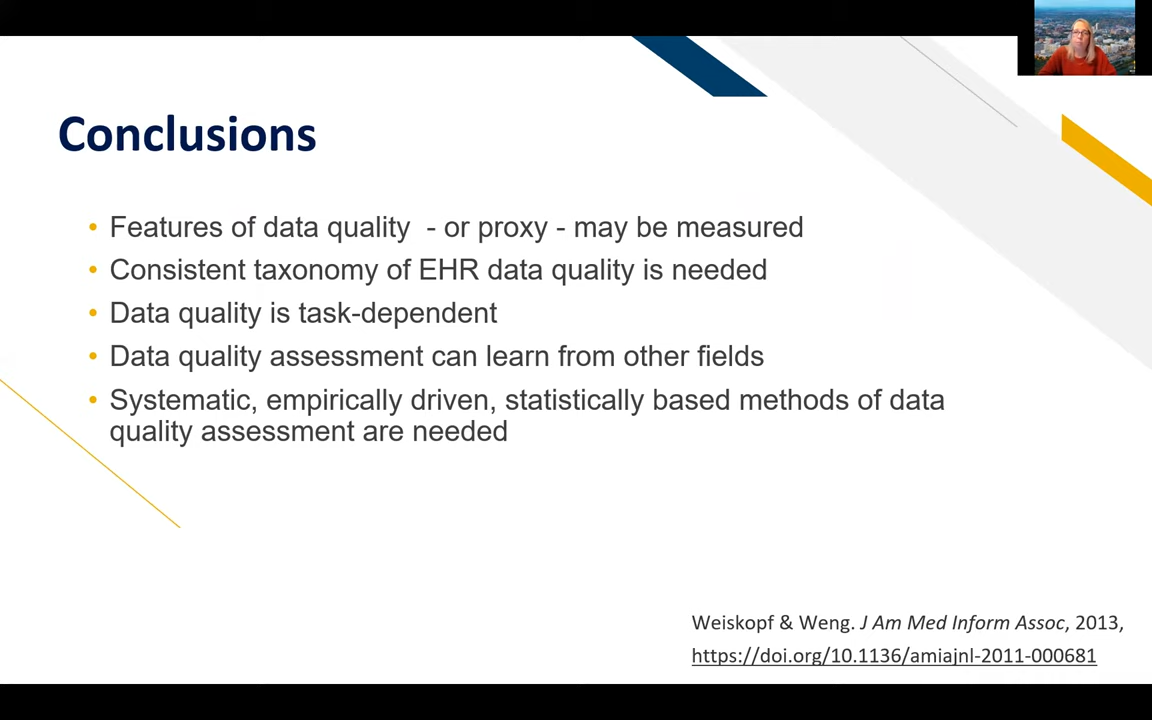 Conclusions
• Features of data quality - or proxy - may be measured
• Consistent taxonomy of EHR data quality is needed
• Data quality is task-dependent
• Data quality assessment can learn from other fields
• Systematic, empirically driven, statistically based methods of data
quality assessment are needed
Weiskopf & Weng. J Am Med Inform Assoc, 2013,
https://doi.org/10.1136/amiajnl-2011-000681